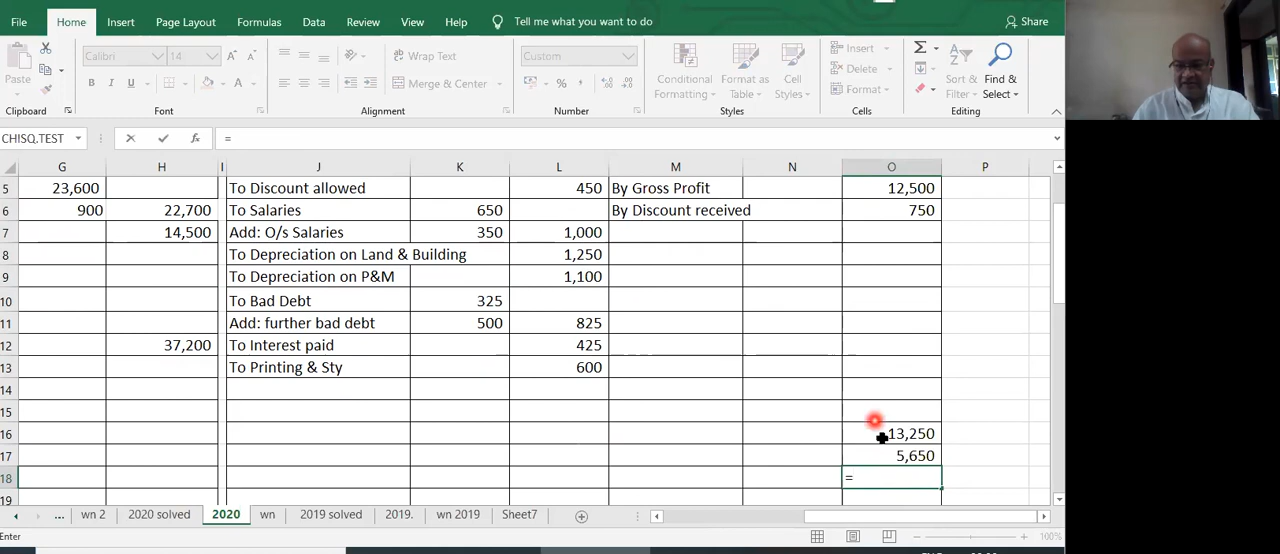 File Home Insert Page Layout Formulas Data Review View Help Tell me what you want to do Share
Calibri 14 Wrap Text Custom Insert
Paste B I U Merge & Center % Conditional Formatting Format as Table Cell Styles Delete Format Sort & Filter Find & Select
Clipboard Font Alignment Number Styles Cells Editing
CHISQ.TEST fx =
G H I J K L M N O P
5 23,600 To Discount allowed 450 By Gross Profit 12,500
6 900 22,700 To Salaries 650 By Discount received 750
7 14,500 Add: O/s Salaries 350 1,000
8 To Depreciation on Land & Building 1,250
9 To Depreciation on P&M 1,100
10 To Bad Debt 325
11 Add: further bad debt 500 825
12 37,200 To Interest paid 425
13 To Printing & Sty 600
14
15
16 13,250
17 5,650
18 =
19
... wn 2 2020 solved 2020 wn 2019 solved 2019. wn 2019 Sheet7
Enter 100%